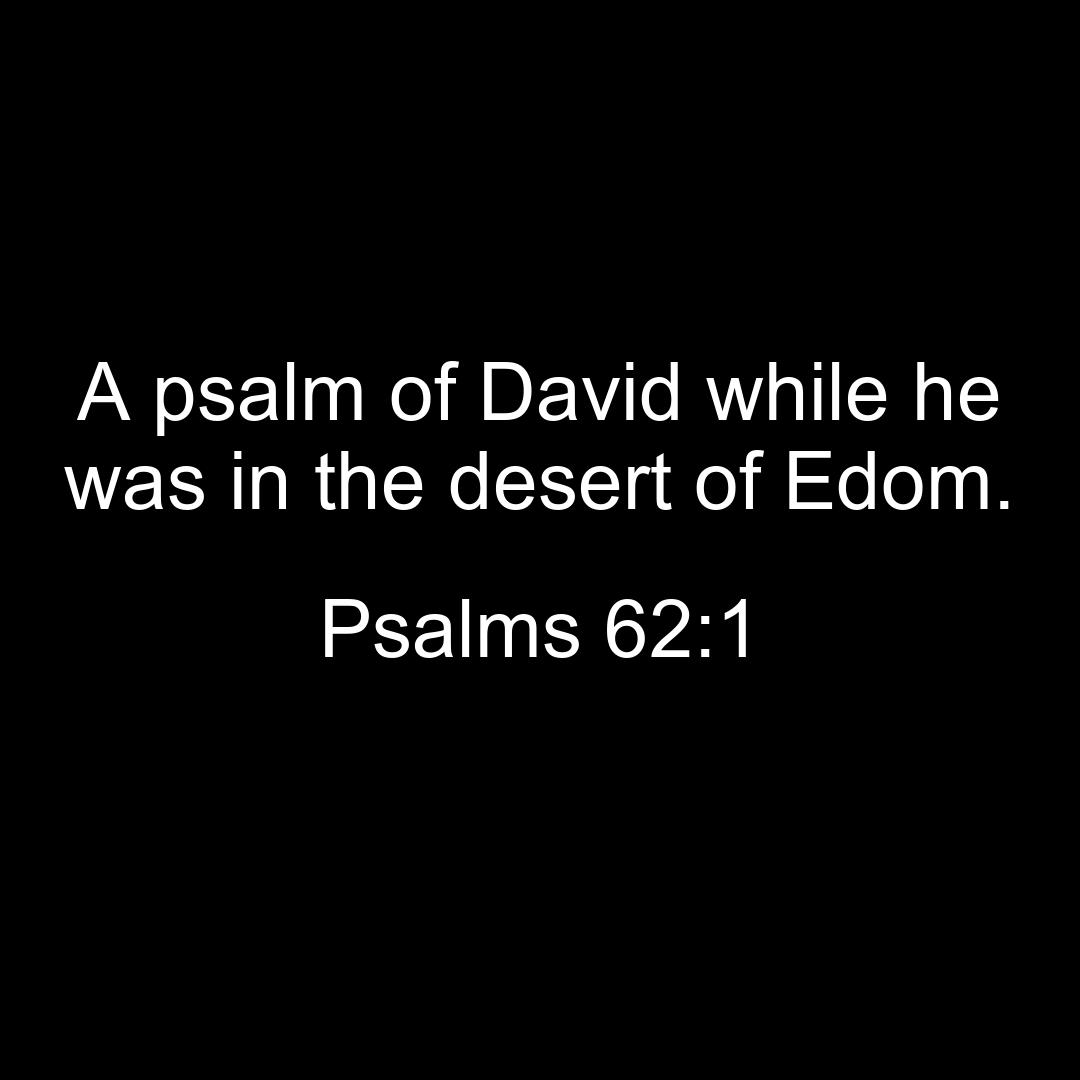 A psalm of David while he
was in the desert of Edom.
Psalms 62:1